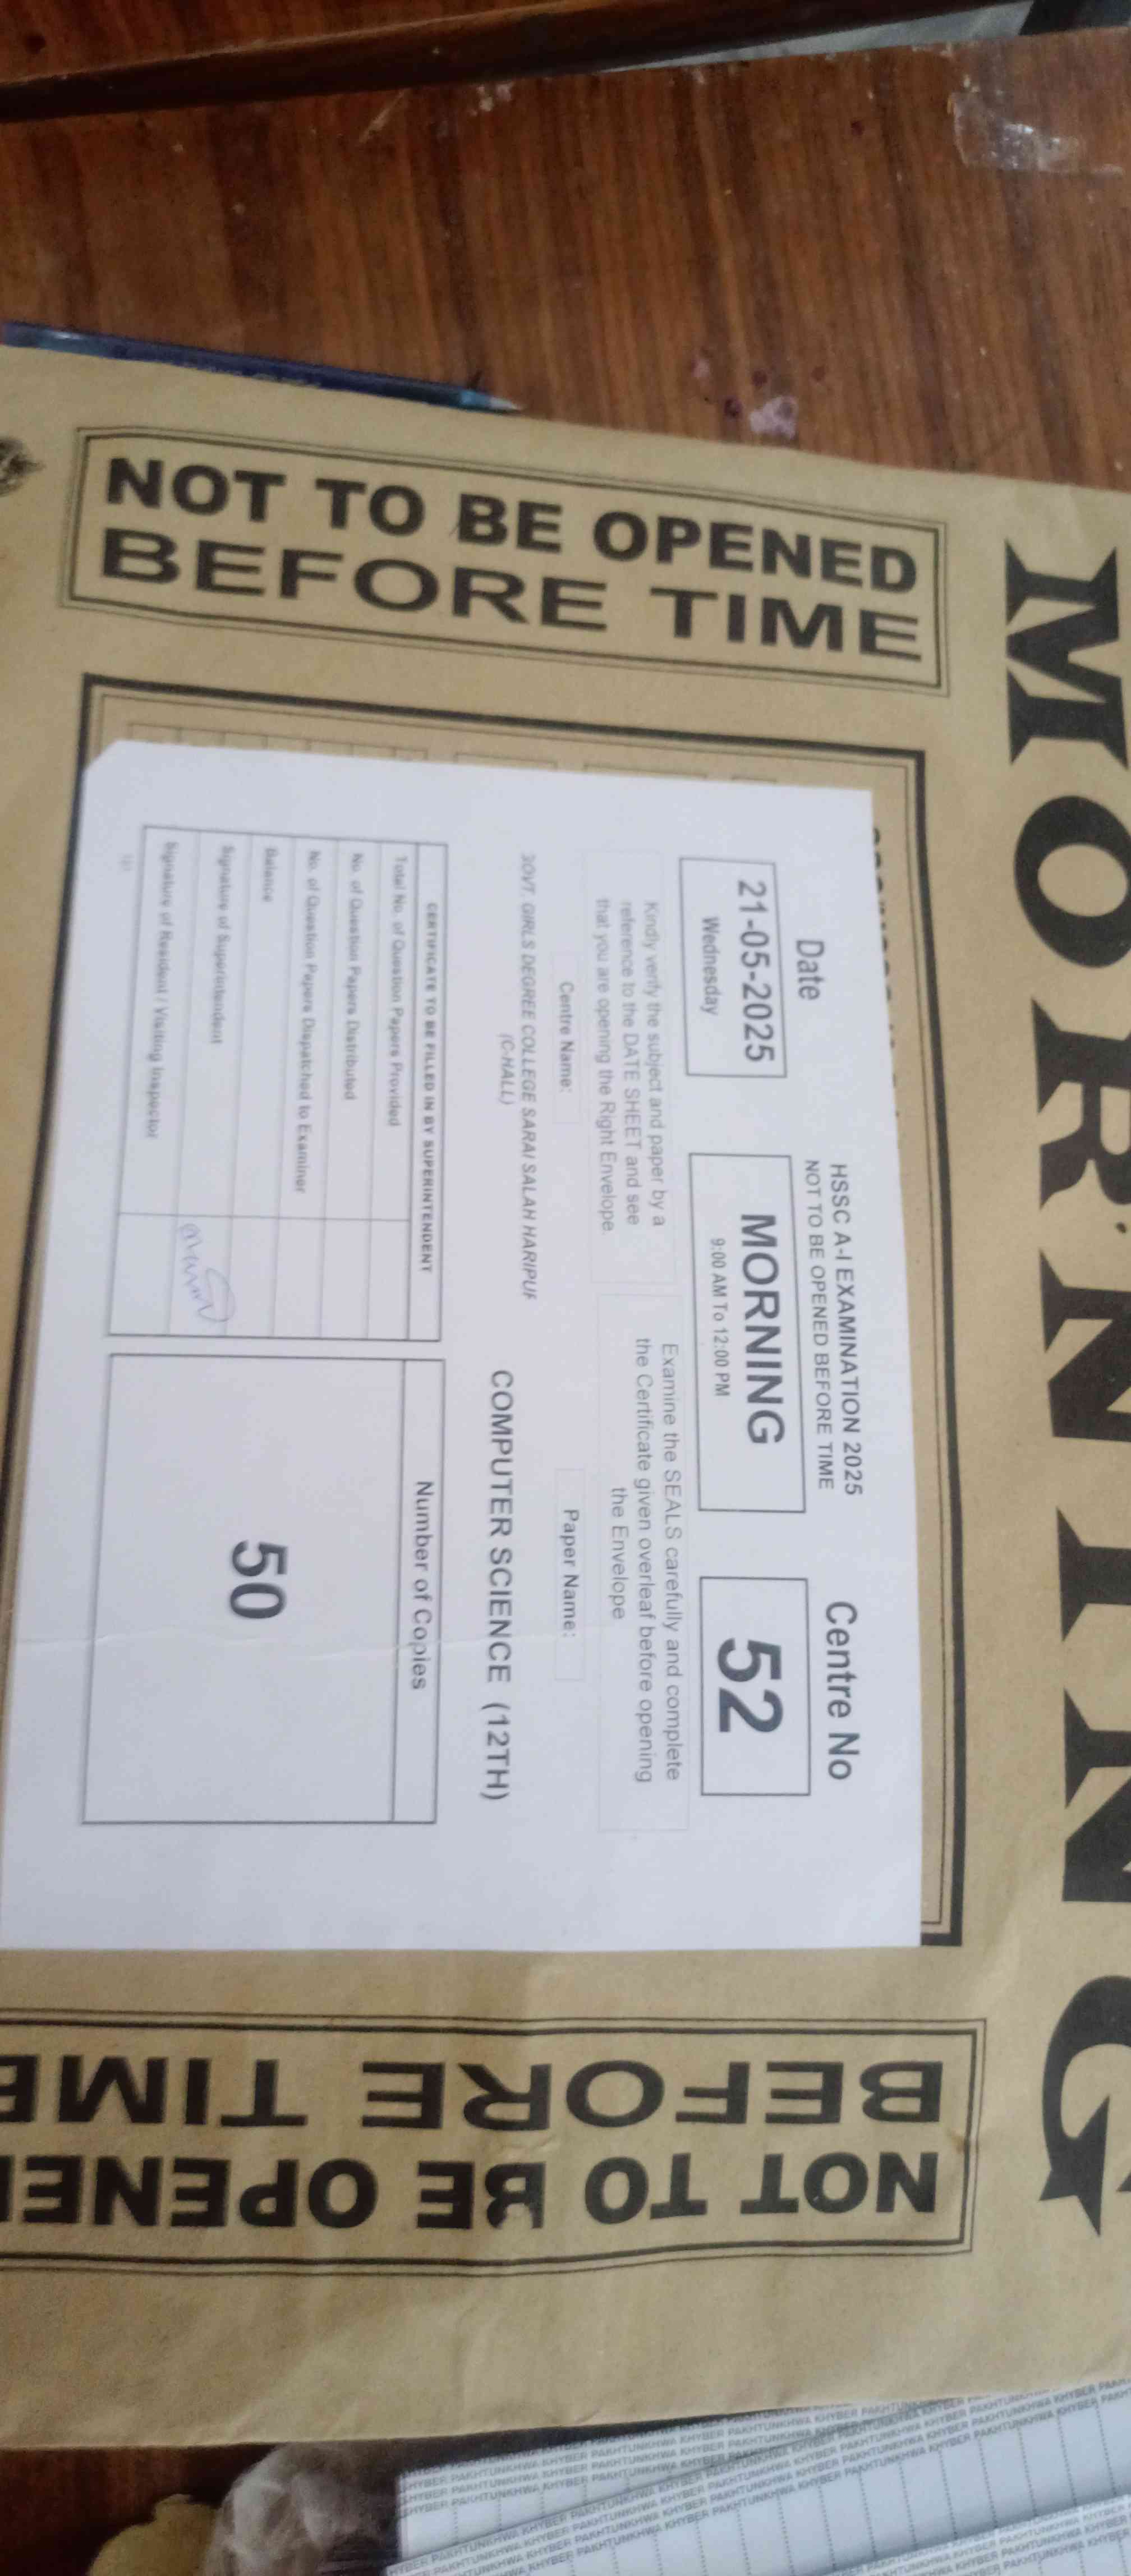 MORNING
NOT TO BE OPENED
BEFORE TIME
HSSC A-I EXAMINATION 2025
NOT TO BE OPENED BEFORE TIME
Date
21-05-2025
Wednesday
MORNING
9:00 AM To 12:00 PM
Centre No
52
Kindly verify the subject and paper by a
reference to the DATE SHEET and see
that you are opening the Right Envelope.
Examine the SEALS carefully and complete
the Certificate given overleaf before opening
the Envelope
Centre Name:
GOVT. GIRLS DEGREE COLLEGE SARAI SALAH HARIPUR
(C-HALL)
Paper Name:
COMPUTER SCIENCE (12TH)
CERTIFICATE TO BE FILLED IN BY SUPERINTENDENT
Total No. of Question Papers Provided
No. of Question Papers Distributed
No. of Question Papers Dispatched to Examiner
Balance
Signature of Superintendent
Signature of Resident / Visiting Inspector
Number of Copies
50
NOT TO BE OPENED
BEFORE TIME
KHYBER PAKHTUNKHWA KHYBER PAKHTUNKHWA KHYBER PAKHTUNKHWA